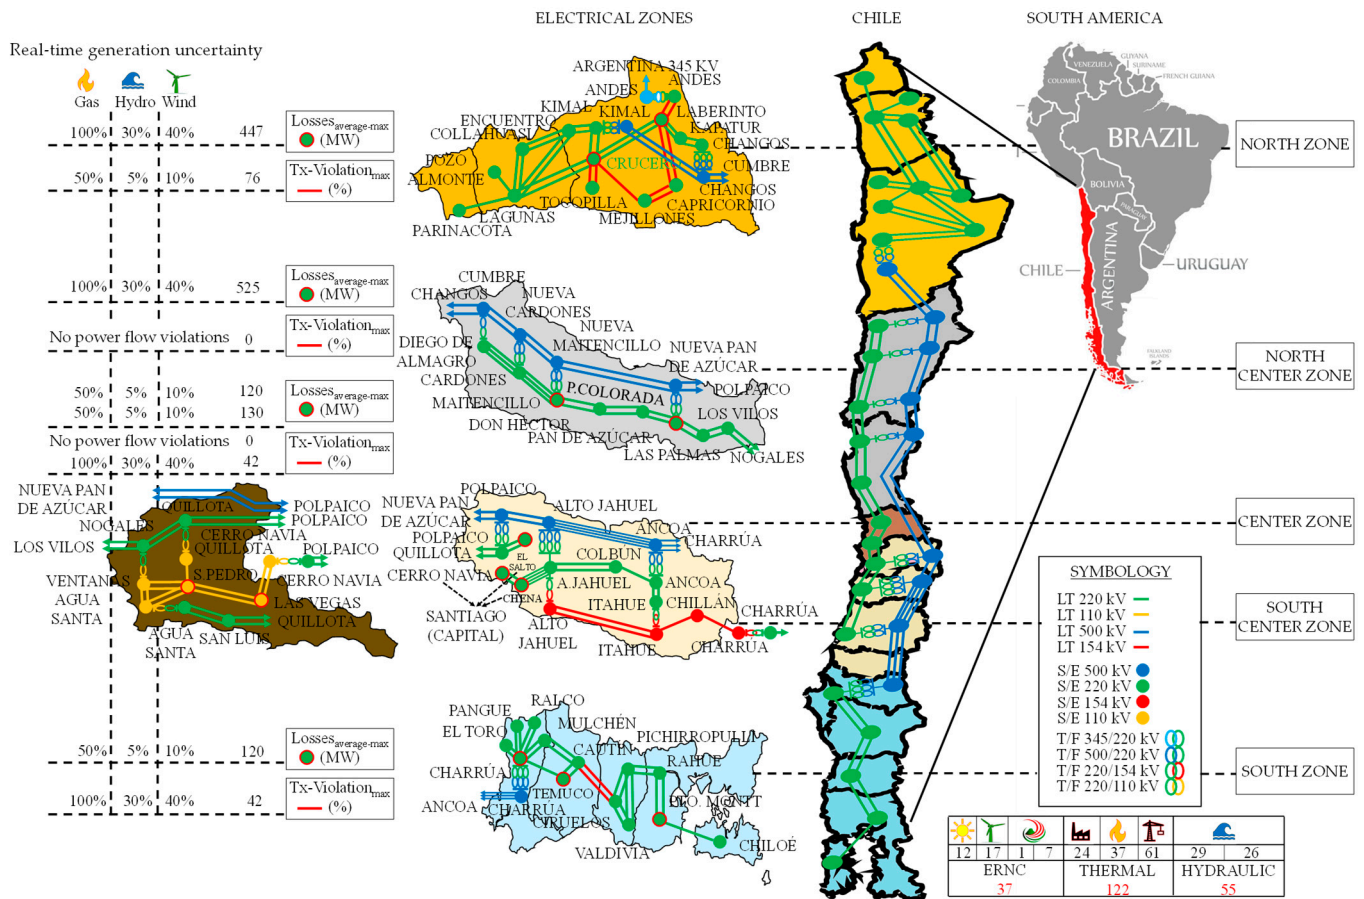 ELECTRICAL ZONES
CHILE
SOUTH AMERICA
Real-time generation uncertainty
Gas Hydro Wind
100% 30% 40% 447
Losses average-max
(MW)
50% 5% 10% 76
Tx-Violation max
(%)
100% 30% 40% 525
Losses average-max
(MW)
No power flow violations 0
Tx-Violation max
(%)
50% 5% 10% 120
50% 5% 10% 130
Losses average-max
(MW)
No power flow violations 0
100% 30% 40% 42
Tx-Violation max
(%)
50% 5% 10% 120
Losses average-max
(MW)
100% 30% 40% 42
Tx-Violation max
(%)
ARGENTINA 345 KV
ANDES
ANDES
KIMAL
KIMAL
LABERINTO
ENCUENTRO
COLLAHUASI
KAPATUR
CHANGOS
CRUCERO
CUMBRE
POZO
ALMONTE
CHANGOS
TOCOPILLA
CAPRICORNIO
LAGUNAS
MEJILLONES
PARINACOTA
CUMBRE
CHANGOS
NUEVA
CARDONES
NUEVA
MAITENCILLO
DIEGO DE
ALMAGRO
NUEVA PAN
DE AZÚCAR
CARDONES
P.COLORADA
POLPAICO
MAITENCILLO
LOS VILOS
DON HÉCTOR
PAN DE AZÚCAR
LAS PALMAS
NOGALES
NUEVA PAN
DE AZÚCAR
QUILLOTA
POLPAICO
POLPAICO
NOGALES
CERRO NAVIA
LOS VILOS
QUILLOTA
POLPAICO
S.PEDRO
VENTANAS
CERRO NAVIA
AGUA
SANTA
LAS VEGAS
QUILLOTA
AGUA
SANTA
SAN LUIS
POLPAICO
NUEVA PAN
DE AZÚCAR
ALTO JAHUEL
ANCOA
CHARRÚA
POLPAICO
QUILLOTA
COLBÚN
EL
SALTO
CERRO NAVIA
A.JAHUEL
ANCOA
CHENA
SANTIAGO
(CAPITAL)
ITAHUE
CHILLÁN
CHARRÚA
ALTO
JAHUEL
ITAHUE
CHARRÚA
RALCO
PANGUE
EL TORO
MULCHÉN
PICHIRROPULLI
CAUTÍN
RAHUE
CHARRÚA
TEMUCO
ANCOA
CHARRÚA
CIRUELOS
PTO. MONTT
VALDIVIA
CHILOÉ
GUYANA
VENEZUELA
SURINAME
COLOMBIA
FRENCH GUIANA
BRAZIL
BOLIVIA
PARAGUAY
CHILE
ARGENTINA
URUGUAY
FALKLAND
ISLANDS
NORTH ZONE
NORTH
CENTER ZONE
CENTER ZONE
SOUTH
CENTER ZONE
SOUTH ZONE
SYMBOLOGY
LT 220 kV
LT 110 kV
LT 500 kV
LT 154 kV
S/E 500 kV
S/E 220 kV
S/E 154 kV
S/E 110 kV
T/F 345/220 kV
T/F 500/220 kV
T/F 220/154 kV
T/F 220/110 kV
12 17 1 7 24 37 61 29 26
ERNC THERMAL HYDRAULIC
37 122 55